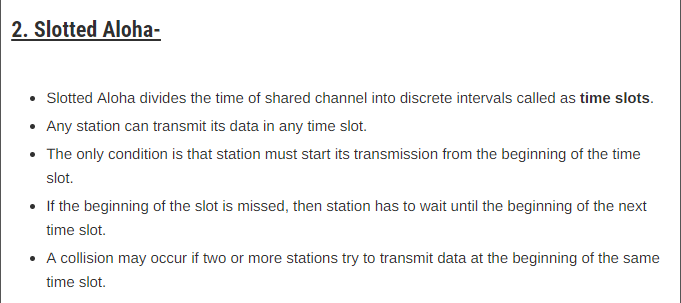 2. Slotted Aloha-
• Slotted Aloha divides the time of shared channel into discrete intervals called as time slots.
• Any station can transmit its data in any time slot.
• The only condition is that station must start its transmission from the beginning of the time
slot.
• If the beginning of the slot is missed, then station has to wait until the beginning of the next
time slot.
• A collision may occur if two or more stations try to transmit data at the beginning of the same
time slot.